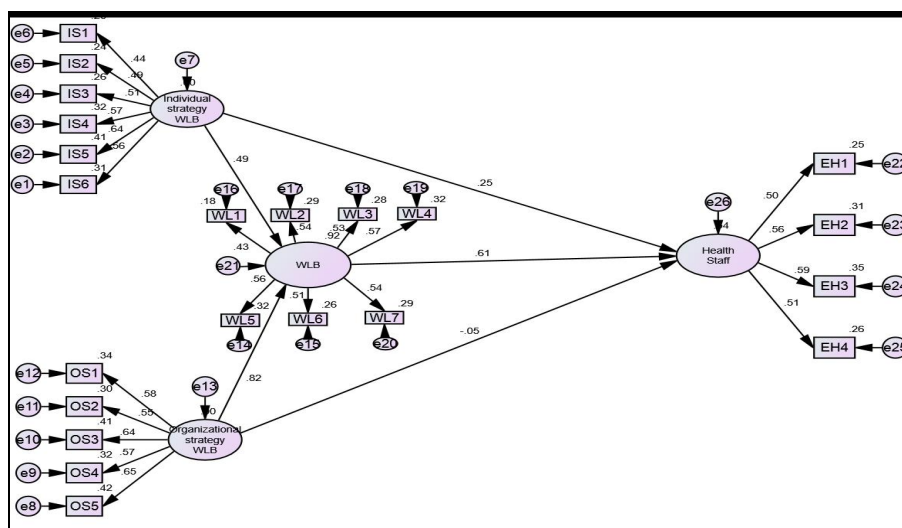 e6 IS1
.44
e5 IS2 .24
.49
e4 IS3 .26
.51
e3 IS4 .32
.57
e2 IS5 .41
.64
e1 IS6 .31
.56
e7
Individual
strategy
WLB
.49
.25
e16 e17 e18 e19
.18 .29 .28 .32
WL1 WL2 WL3 WL4
.43 .54 .53 .57
.92
e21
WLB
.61
.56 .51 .54
.32 .26 .29
WL5 WL6 WL7
e14 e15 e20
.82
-.05
e26
Health
Staff
.50
.25
EH1 e22
.56
.31
EH2 e23
.59
.35
EH3 e24
.51
.26
EH4 e25
e13
Organizational
strategy
WLB
.34
e12 OS1
.58
.30
e11 OS2
.55
.41
e10 OS3
.64
.32
e9 OS4
.57
.42
e8 OS5
.65